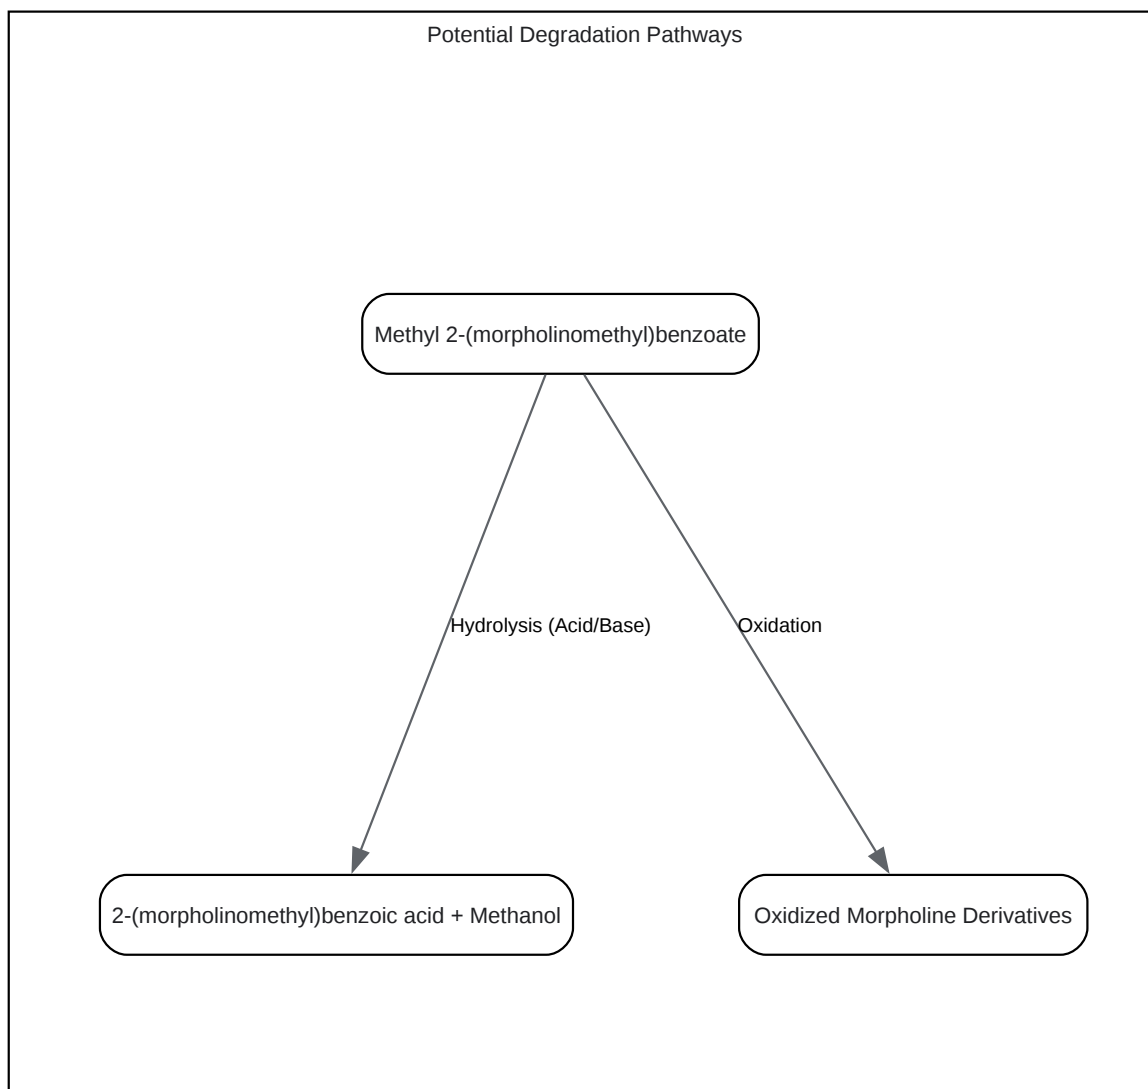 Potential Degradation Pathways
Methyl 2-(morpholinomethyl)benzoate
Hydrolysis (Acid/Base)
Oxidation
2-(morpholinomethyl)benzoic acid + Methanol
Oxidized Morpholine Derivatives